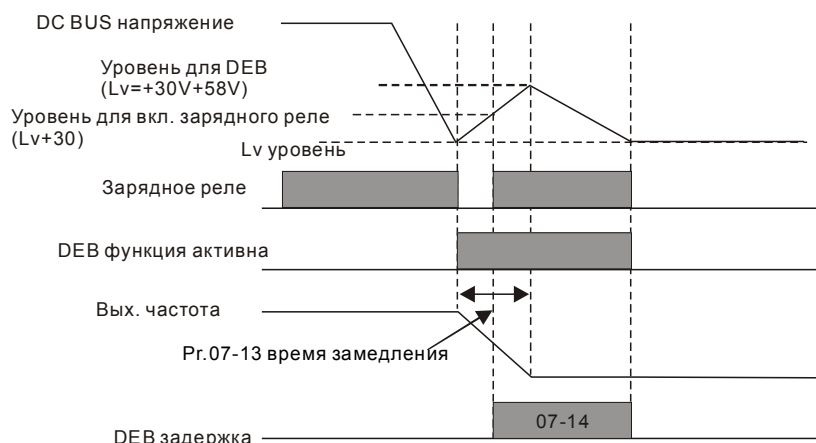 DC BUS напряжение
Уровень для DEB
(Lv=+30V+58V)
Уровень для вкл. зарядного реле
(Lv+30)
Lv уровень
Зарядное реле
DEB функция активна
Вых. частота
Pr.07-13 время замедления
07-14
DEB задержка